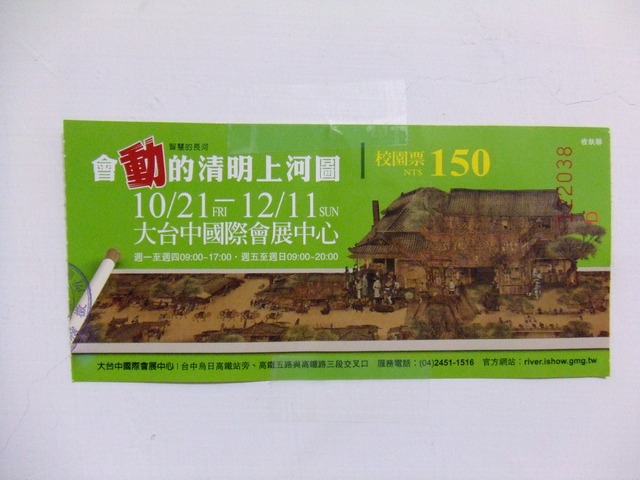 智慧的長河
會動的清明上河圖
校園票 NT$ 150
收執聯
10/21 FRI － 12/11 SUN
大台中國際會展中心
週一至週四09:00~17:00，週五至週日09:00~20:00
大台中國際會展中心｜台中烏日高鐵站旁、高鐵五路與高鐵路三段交叉口 服務電話：(04)2451-1516 官方網站：river.ishow.gmg.tw